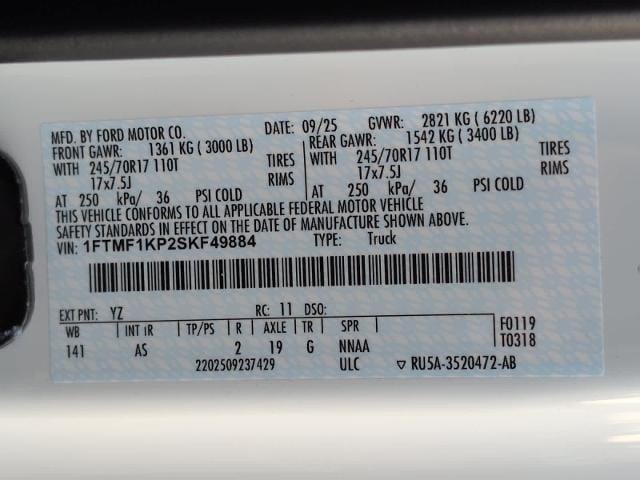 MFD. BY FORD MOTOR CO. DATE: 09/25 GVWR: 2821 KG ( 6220 LB)
FRONT GAWR: 1361 KG ( 3000 LB) REAR GAWR: 1542 KG ( 3400 LB)
WITH 245/70R17 110T TIRES WITH 245/70R17 110T TIRES
17x7.5J RIMS 17x7.5J RIMS
AT 250 kPa/ 36 PSI COLD AT 250 kPa/ 36 PSI COLD
THIS VEHICLE CONFORMS TO ALL APPLICABLE FEDERAL MOTOR VEHICLE
SAFETY STANDARDS IN EFFECT ON THE DATE OF MANUFACTURE SHOWN ABOVE.
VIN: 1FTMF1KP2SKF49884 TYPE: Truck
EXT PNT: YZ RC: 11 DSO:
WB INT TR TP/PS R AXLE TR SPR F0119
141 AS 2 19 G NNAA T0318
2202509237429 ULC ▽ RU5A-3520472-AB